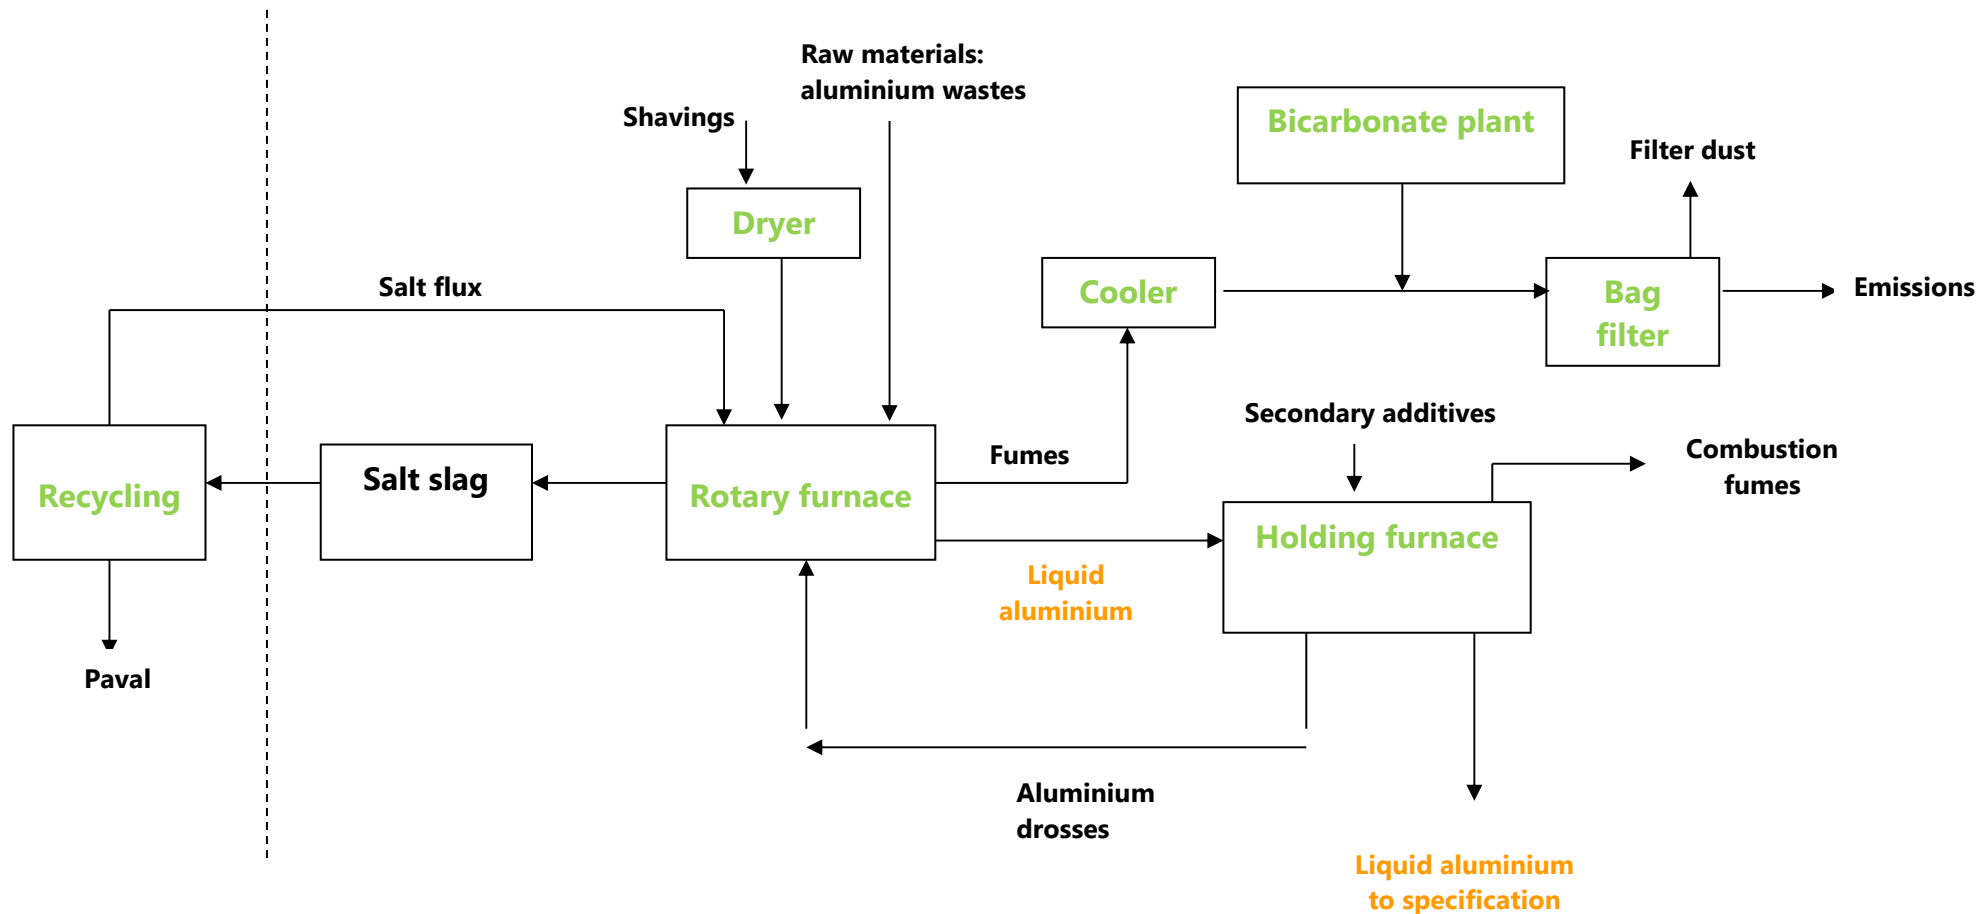 Raw materials:
aluminium wastes
Shavings
Bicarbonate plant
Filter dust
Dryer
Salt flux
Cooler
Bag
filter
Emissions
Secondary additives
Fumes
Combustion
fumes
Recycling
Salt slag
Rotary furnace
Holding furnace
Liquid
aluminium
Paval
Aluminium
drosses
Liquid aluminium
to specification